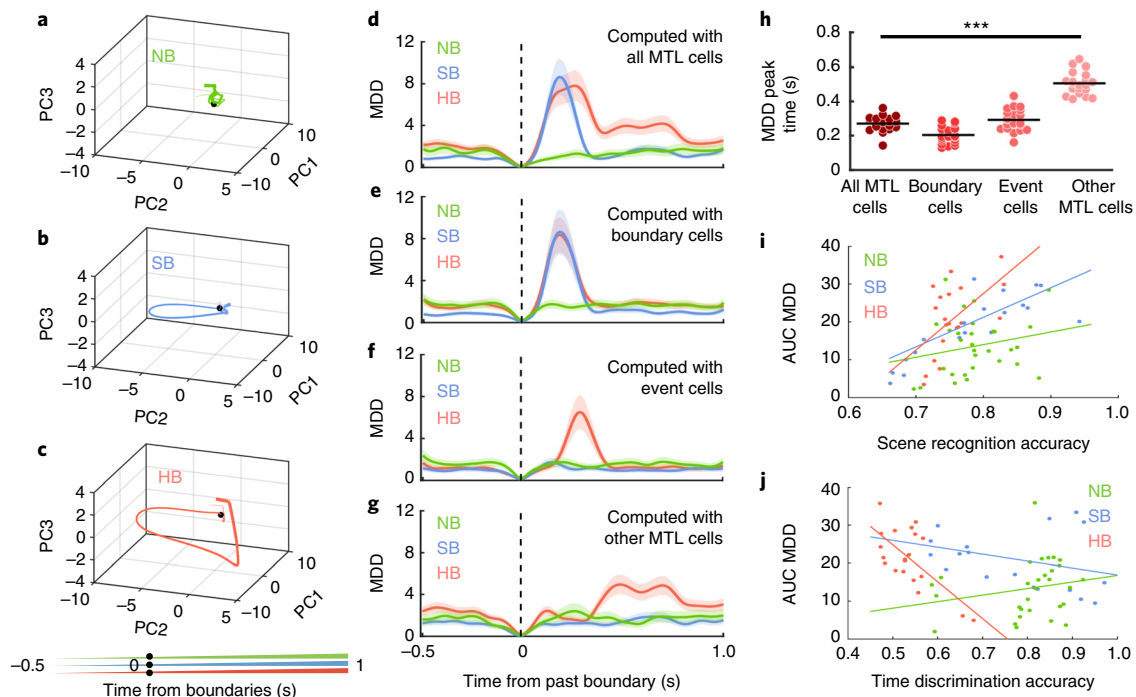 a
NB
PC3
4
2
0
−2
−4
−10
−5
0
5
PC2
−10
0
10
PC1
b
SB
PC3
4
2
0
−2
−4
−10
−5
0
5
PC2
−10
0
10
PC1
c
HB
PC3
4
2
0
−2
−4
−10
−5
0
5
PC2
−10
0
10
PC1
−0.5
0
1
Time from boundaries (s)
d
NB
SB
HB
Computed with
all MTL cells
MDD
12
8
4
0
e
NB
SB
HB
Computed with
boundary cells
MDD
12
8
4
0
f
NB
SB
HB
Computed with
event cells
MDD
12
8
4
0
g
NB
SB
HB
Computed with
other MTL cells
MDD
12
8
4
0
−0.5
0
1.0
Time from past boundary (s)
h
***
MDD peak
time (s)
0.8
0.6
0.4
0.2
0
All MTL
cells
Boundary
cells
Event
cells
Other
MTL cells
i
NB
SB
HB
AUC MDD
40
30
20
10
0
0.6
0.7
0.8
0.9
1.0
Scene recognition accuracy
j
NB
SB
HB
AUC MDD
40
30
20
10
0
0.4
0.5
0.6
0.7
0.8
0.9
1.0
Time discrimination accuracy